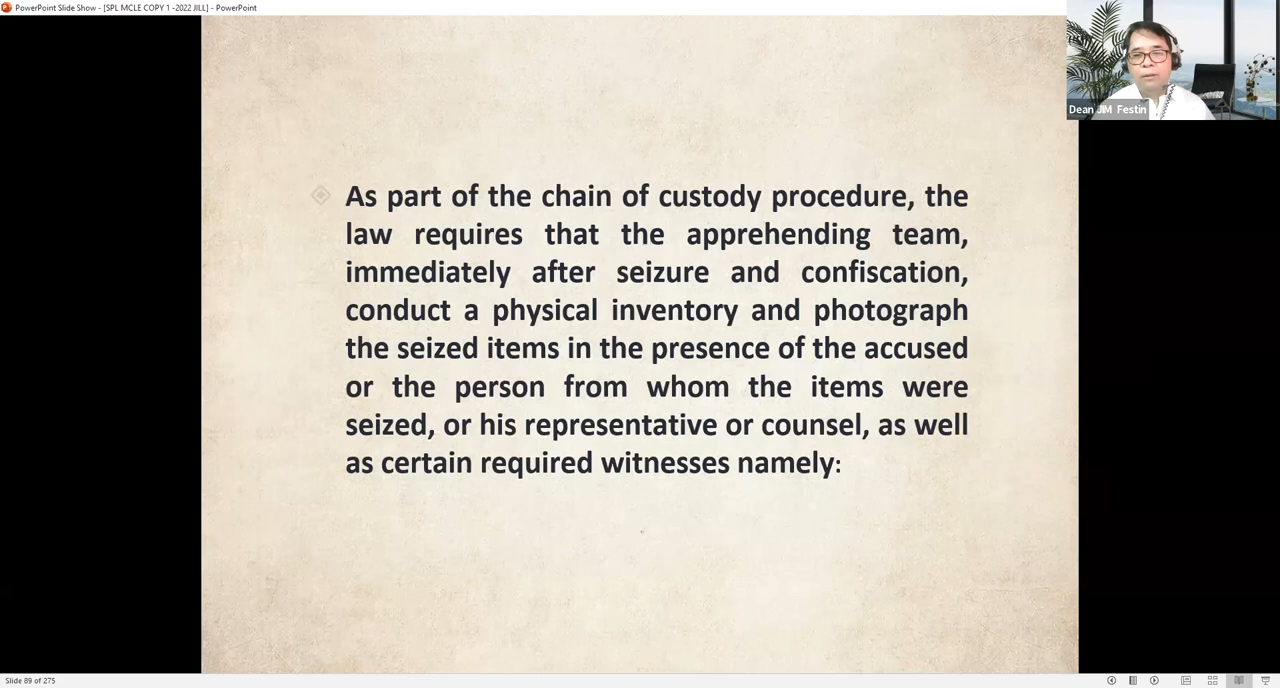 PowerPoint Slide Show - [SPL MCLE COPY 1 -2022 JILL] - PowerPoint
Dean JIM Festin
As part of the chain of custody procedure, the
law requires that the apprehending team,
immediately after seizure and confiscation,
conduct a physical inventory and photograph
the seized items in the presence of the accused
or the person from whom the items were
seized, or his representative or counsel, as well
as certain required witnesses namely:
Slide 89 of 275